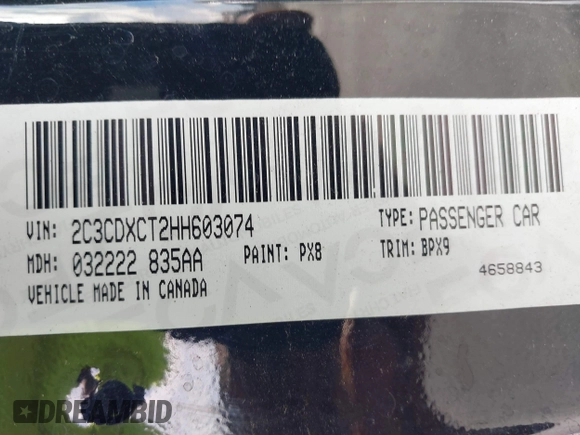 VIN: 2C3CDXCT2HH603074 TYPE: PASSENGER CAR
MDH: 032222 835AA PAINT: PX8 TRIM: BPX9
VEHICLE MADE IN CANADA 4658843
DREAMBID